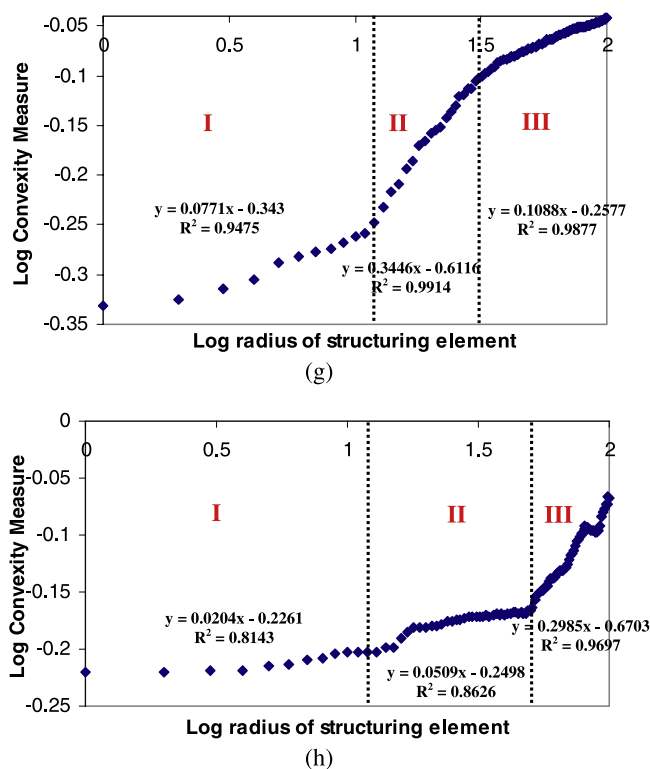 -0.05
0 0.5 1 1.5 2
-0.1
Log Convexity Measure
-0.15
I II III
-0.2
y = 0.0771x - 0.343
R² = 0.9475
y = 0.1088x - 0.2577
R² = 0.9877
-0.25
y = 0.3446x - 0.6116
R² = 0.9914
-0.3
-0.35
Log radius of structuring element
(g)
0
0 0.5 1 1.5 2
-0.05
Log Convexity Measure
I II III
-0.1
-0.15
y = 0.0204x - 0.2261
R² = 0.8143
y = 0.2985x - 0.6703
R² = 0.9697
-0.2
y = 0.0509x - 0.2498
R² = 0.8626
-0.25
Log radius of structuring element
(h)